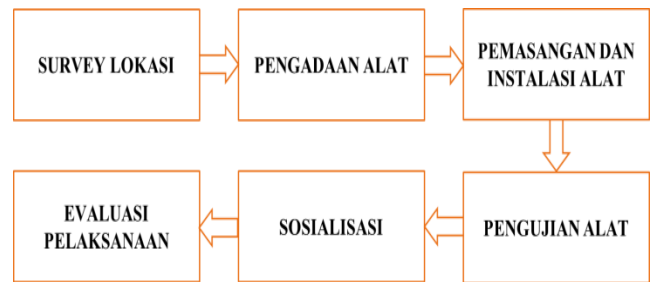 SURVEY LOKASI
PENGADAAN ALAT
PEMASANGAN DAN
INSTALASI ALAT
PENGUJIAN ALAT
SOSIALISASI
EVALUASI
PELAKSANAAN